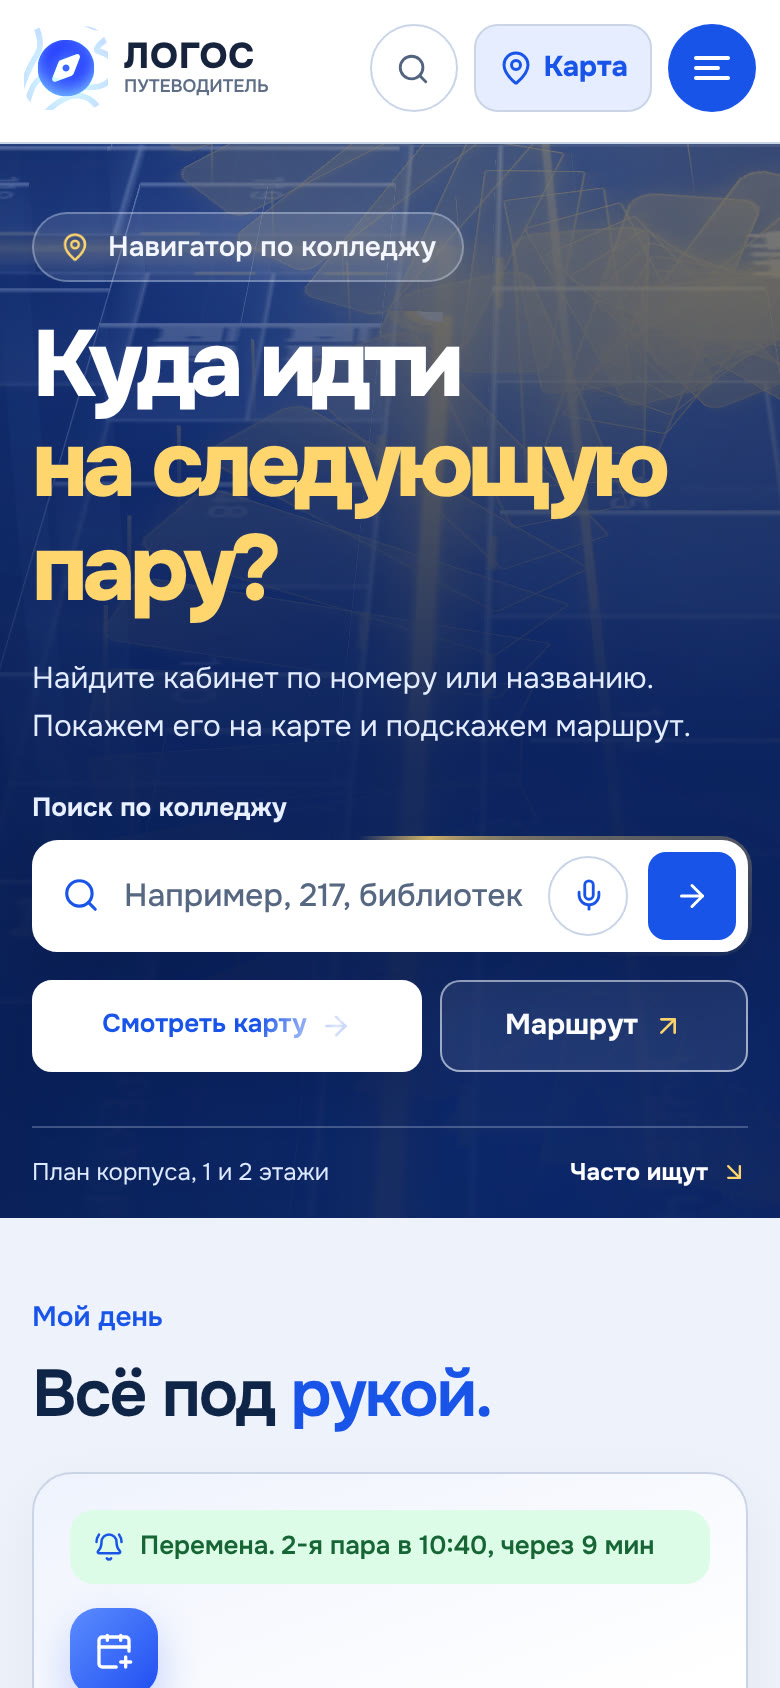 ЛОГОС
ПУТЕВОДИТЕЛЬ
Карта
Навигатор по колледжу
Куда идти
на следующую
пару?
Найдите кабинет по номеру или названию.
Покажем его на карте и подскажем маршрут.
Поиск по колледжу
Например, 217, библиотек
Смотреть карту
Маршрут
План корпуса, 1 и 2 этажи
Часто ищут
Мой день
Всё под рукой.
Перемена. 2-я пара в 10:40, через 9 мин